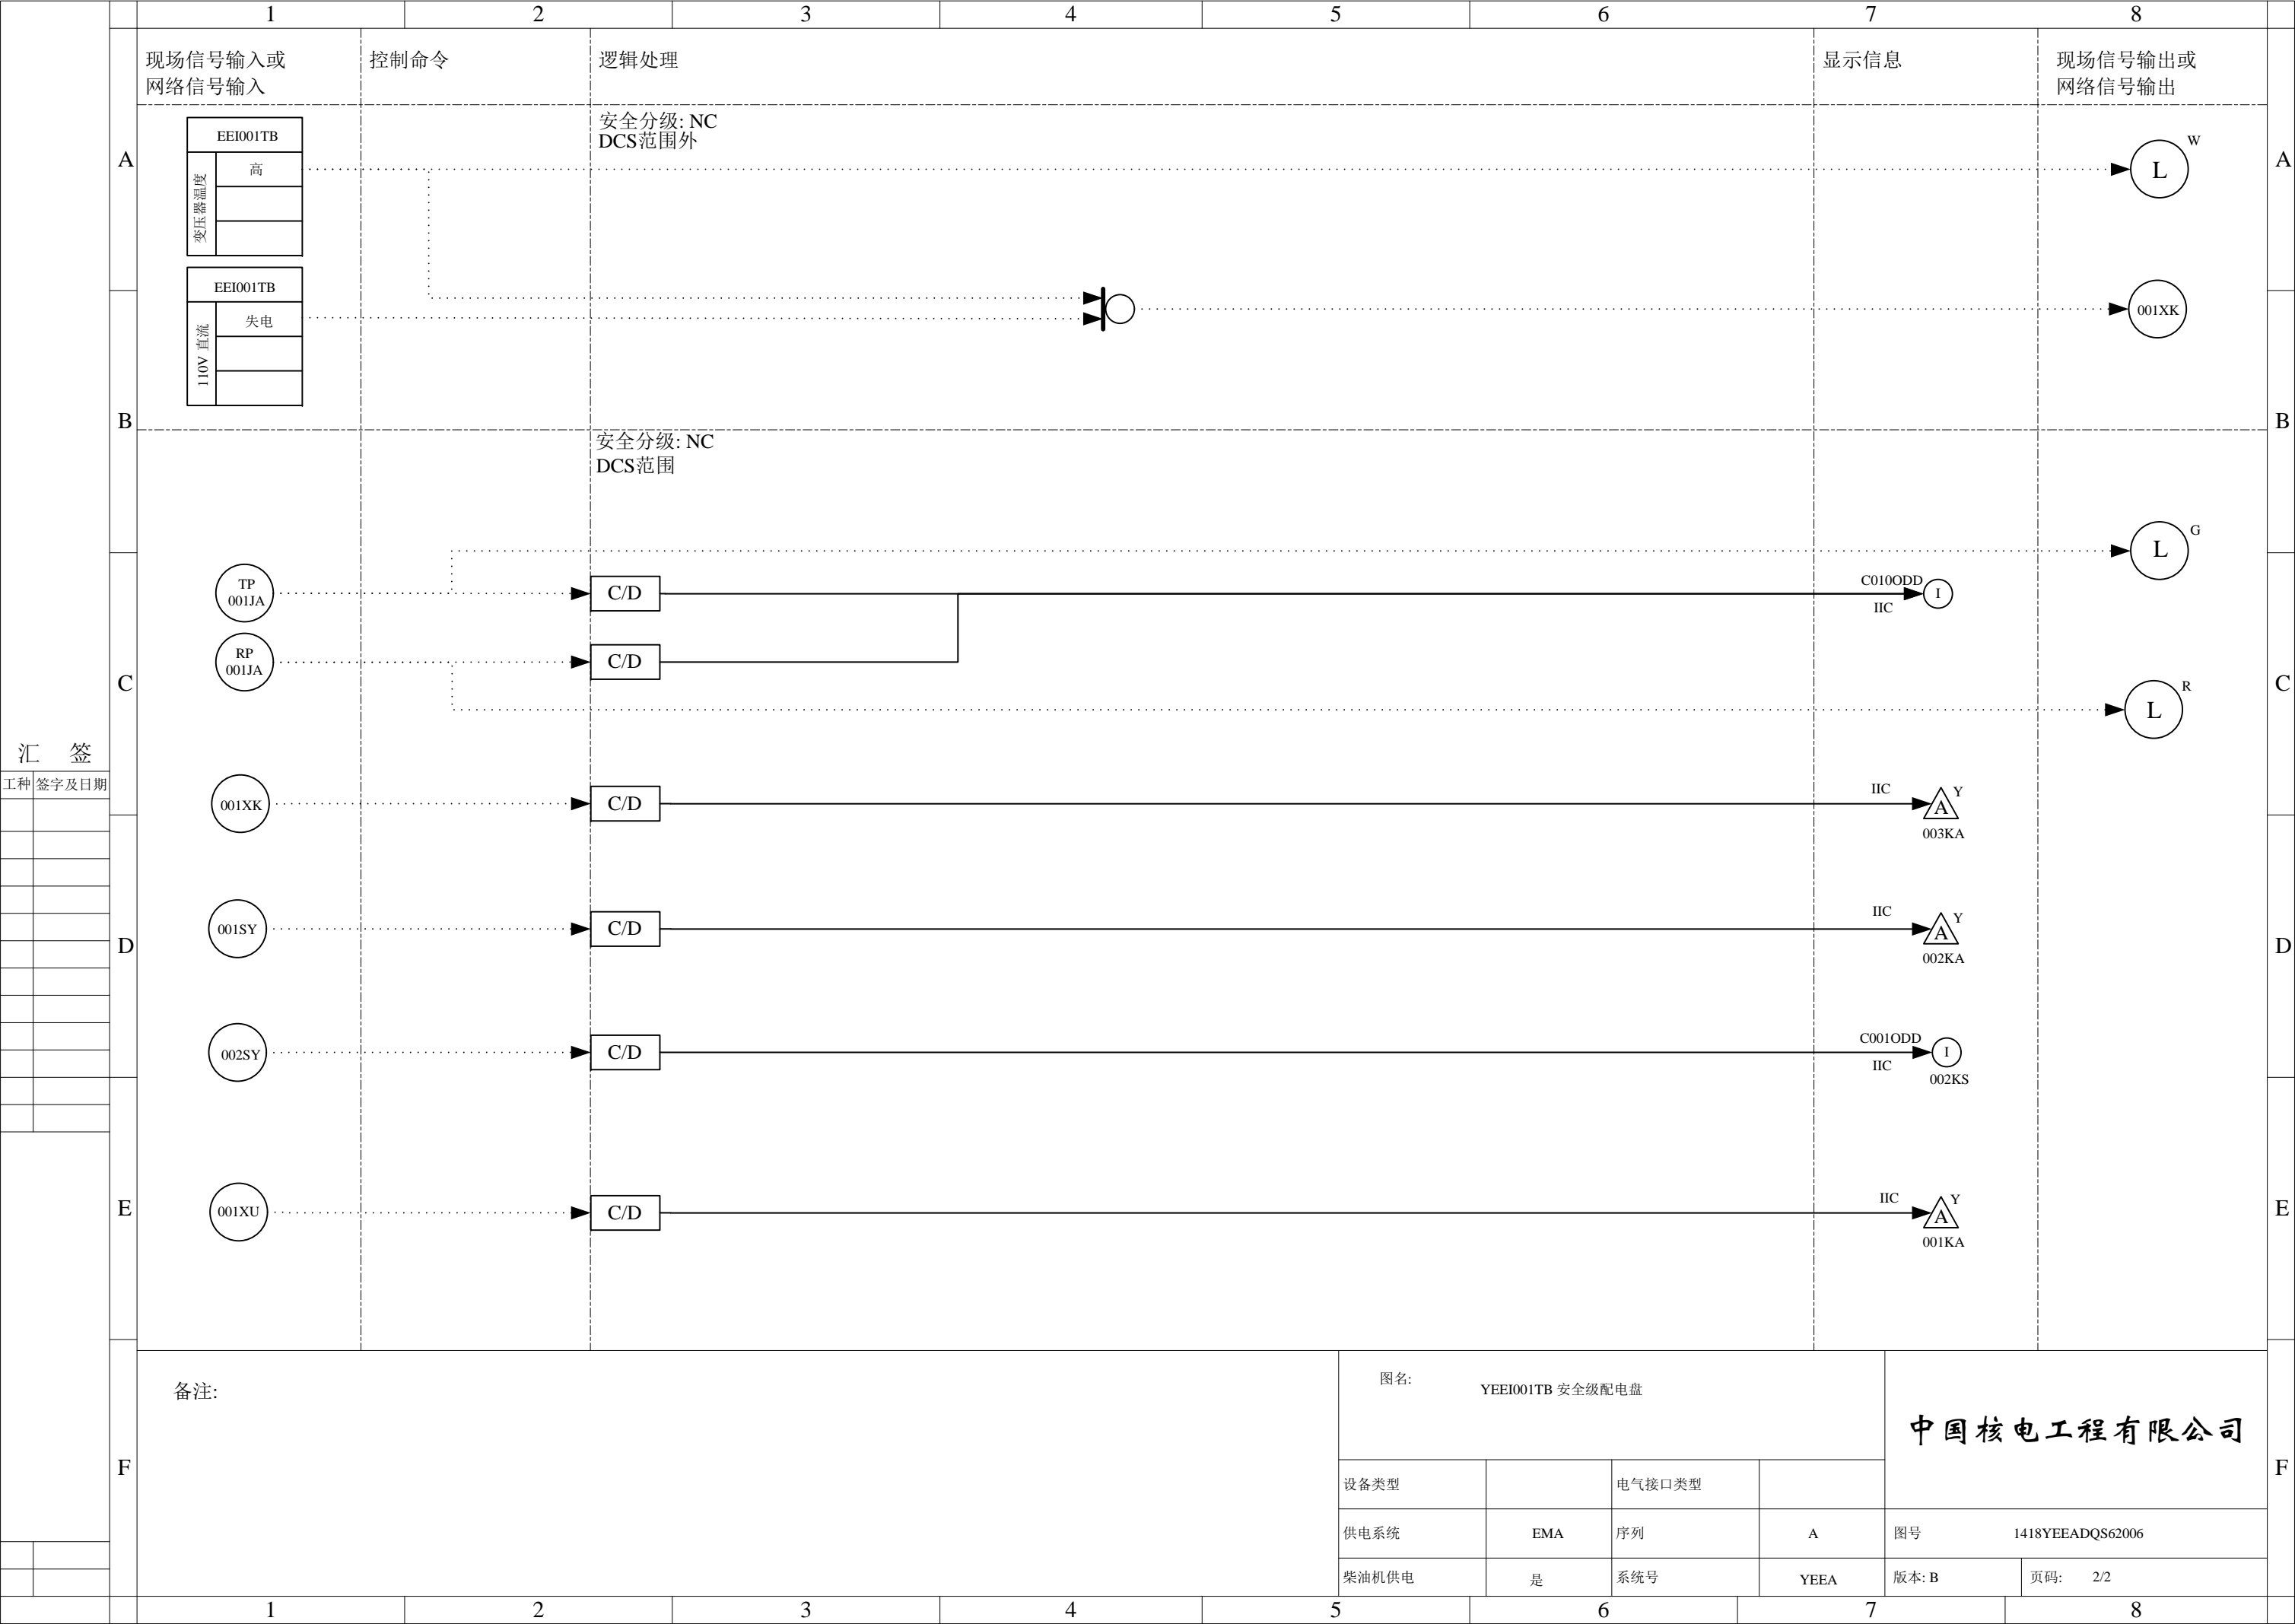 1 2 3 4 5 6 7 8
现场信号输入或
网络信号输入
控制命令
逻辑处理
显示信息
现场信号输出或
网络信号输出
安全分级: NC
DCS范围外
A
EEI001TB
变压器温度
高
W
L
A
EEI001TB
110V 直流
失电
001XK
B
B
安全分级: NC
DCS范围
G
L
TP
001JA
C/D
C010ODD
IIC
I
RP
001JA
C/D
C
R
L
C
汇 签
工种 签字及日期
001XK
C/D
IIC
A
Y
003KA
D
001SY
C/D
IIC
A
Y
002KA
D
002SY
C/D
C001ODD
IIC
I
002KS
E
001XU
C/D
IIC
A
Y
001KA
E
备注:
图名:
YEEI001TB 安全级配电盘
中国核电工程有限公司
F
F
设备类型
电气接口类型
供电系统 EMA 序列 A 图号 1418YEEADQS62006
柴油机供电 是 系统号 YEEA 版本: B 页码: 2/2
1 2 3 4 5 6 7 8